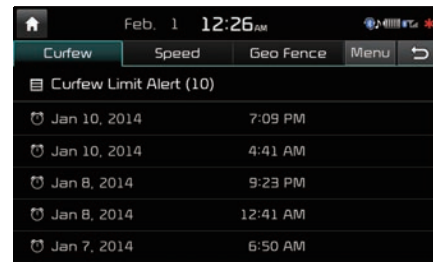 Feb. 1 12:26 AM
Curfew Speed Geo Fence Menu
Curfew Limit Alert (10)
Jan 10, 2014 7:09 PM
Jan 10, 2014 4:41 AM
Jan 8, 2014 9:23 PM
Jan 8, 2014 12:41 AM
Jan 7, 2014 6:50 AM